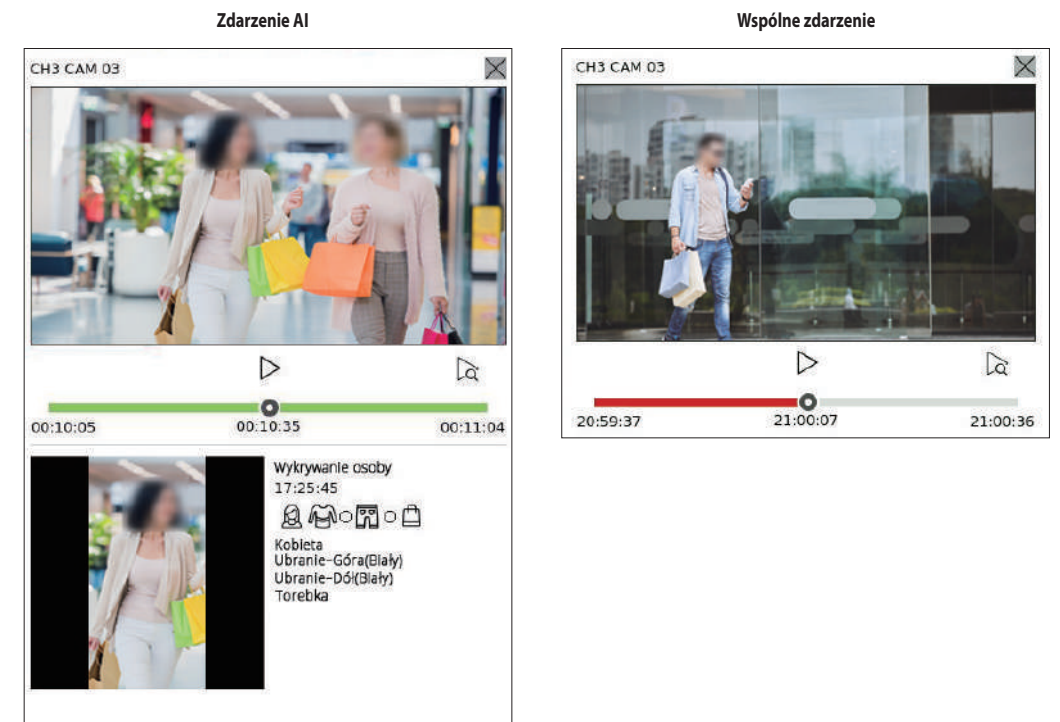 Zdarzenie AI
CH3 CAM 03
00:10:05
00:10:35
00:11:04
Wykrywanie osoby
17:25:45
Kobieta
Ubranie-Góra(Biały)
Ubranie-Dół(Biały)
Torebka
Wspólne zdarzenie
CH3 CAM 03
20:59:37
21:00:07
21:00:36